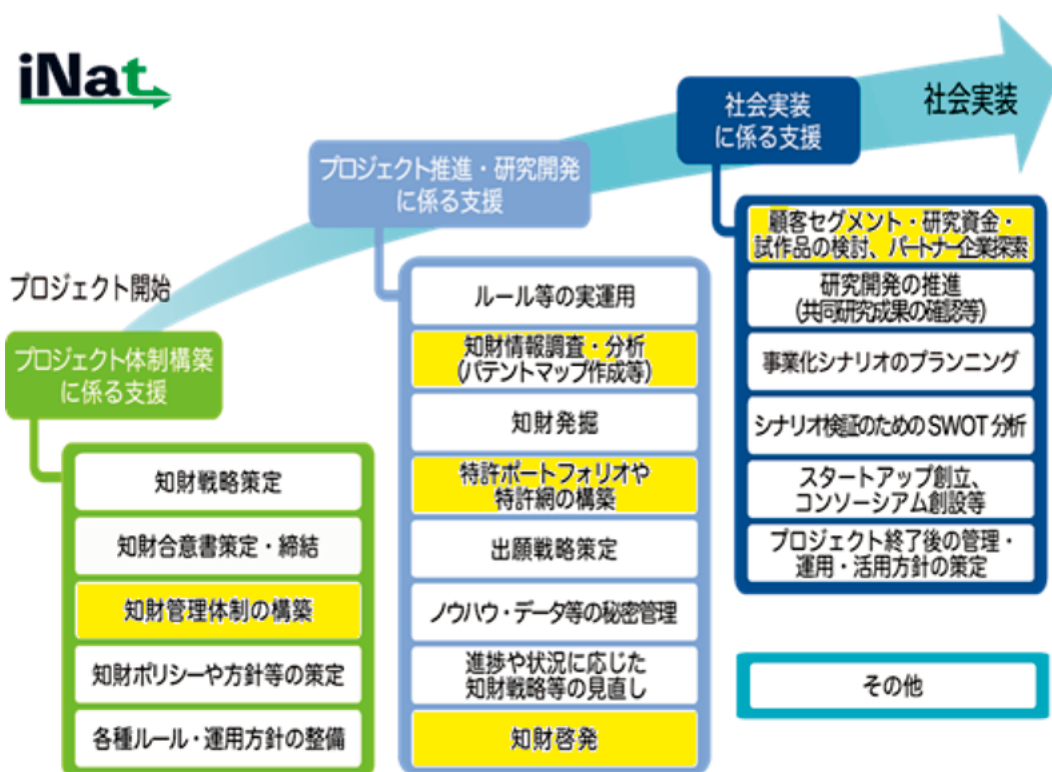 iNat
社会実装
社会実装
に係る支援
プロジェクト推進・研究開発
に係る支援
プロジェクト開始
プロジェクト体制構築
に係る支援
知財戦略策定
知財合意書策定・締結
知財管理体制の構築
知財ポリシーや方針等の策定
各種ルール・運用方針の整備
ルール等の実運用
知財情報調査・分析
(パテントマップ作成等)
知財発掘
特許ポートフォリオや
特許網の構築
出願戦略策定
ノウハウ・データ等の秘密管理
進捗や状況に応じた
知財戦略等の見直し
知財啓発
顧客セグメント・研究資金・
試作品の検討、パートナー企業探索
研究開発の推進
(共同研究成果の確認等)
事業化シナリオのプランニング
シナリオ検証のためのSWOT分析
スタートアップ創立、
コンソーシアム創設等
プロジェクト終了後の管理・
運用・活用方針の策定
その他